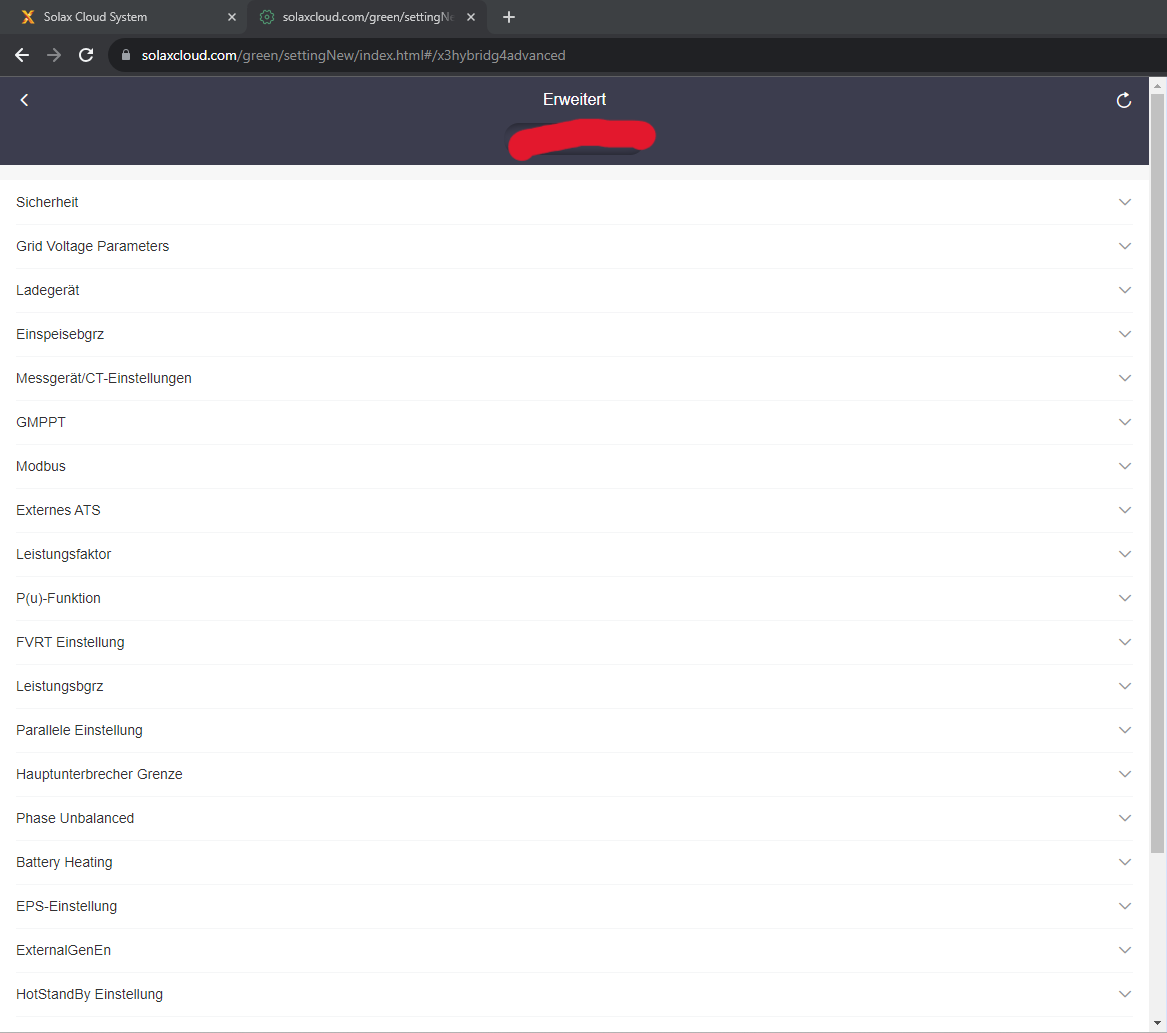 Solax Cloud System
solaxcloud.com/green/settingN
solaxcloud.com/green/settingNew/index.html#/x3hybridg4advanced
Erweitert
Sicherheit
Grid Voltage Parameters
Ladegerät
Einspeisebgrz
Messgerät/CT-Einstellungen
GMPPT
Modbus
Externes ATS
Leistungsfaktor
P(u)-Funktion
FVRT Einstellung
Leistungsbgrz
Parallele Einstellung
Hauptunterbrecher Grenze
Phase Unbalanced
Battery Heating
EPS-Einstellung
ExternalGenEn
HotStandBy Einstellung